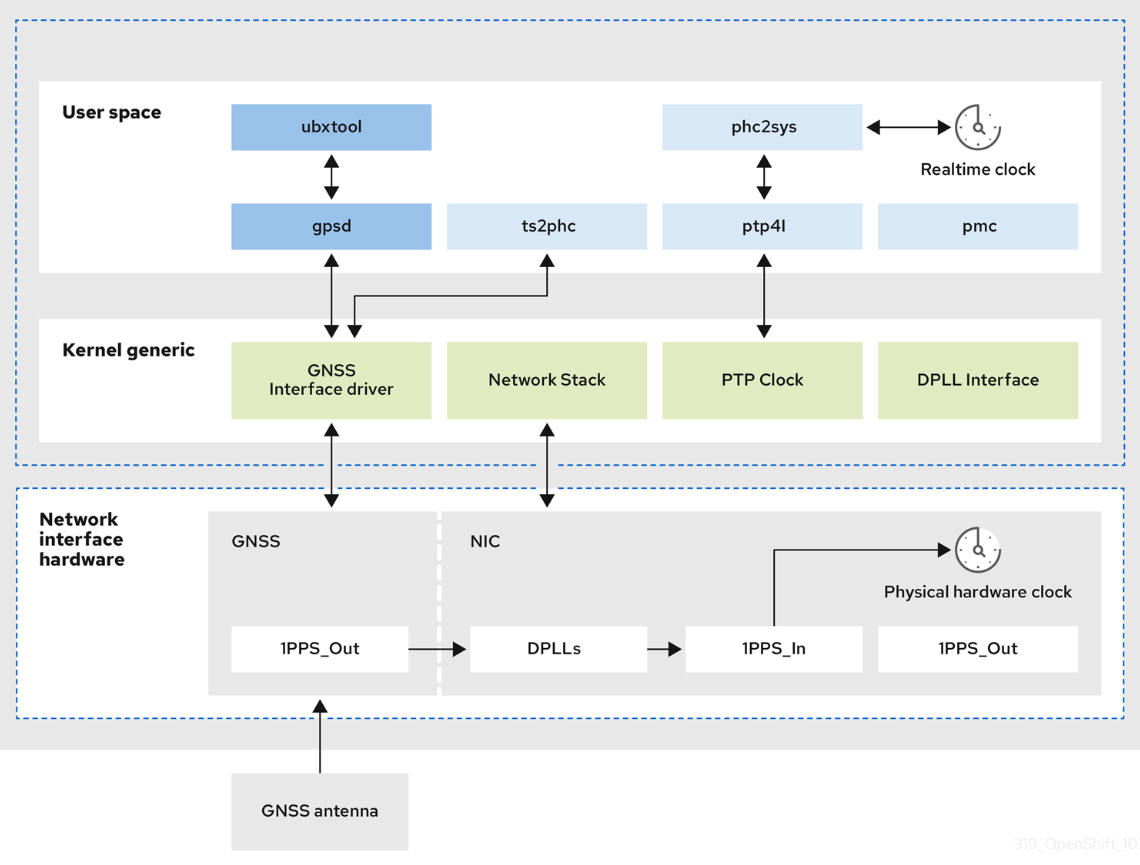 User space
ubxtool
phc2sys
Realtime clock
gpsd
ts2phc
ptp4l
pmc
Kernel generic
GNSS
Interface driver
Network Stack
PTP Clock
DPLL Interface
Network
interface
hardware
GNSS
NIC
Physical hardware clock
1PPS_Out
DPLLs
1PPS_In
1PPS_Out
GNSS antenna
319_OpenShift_10